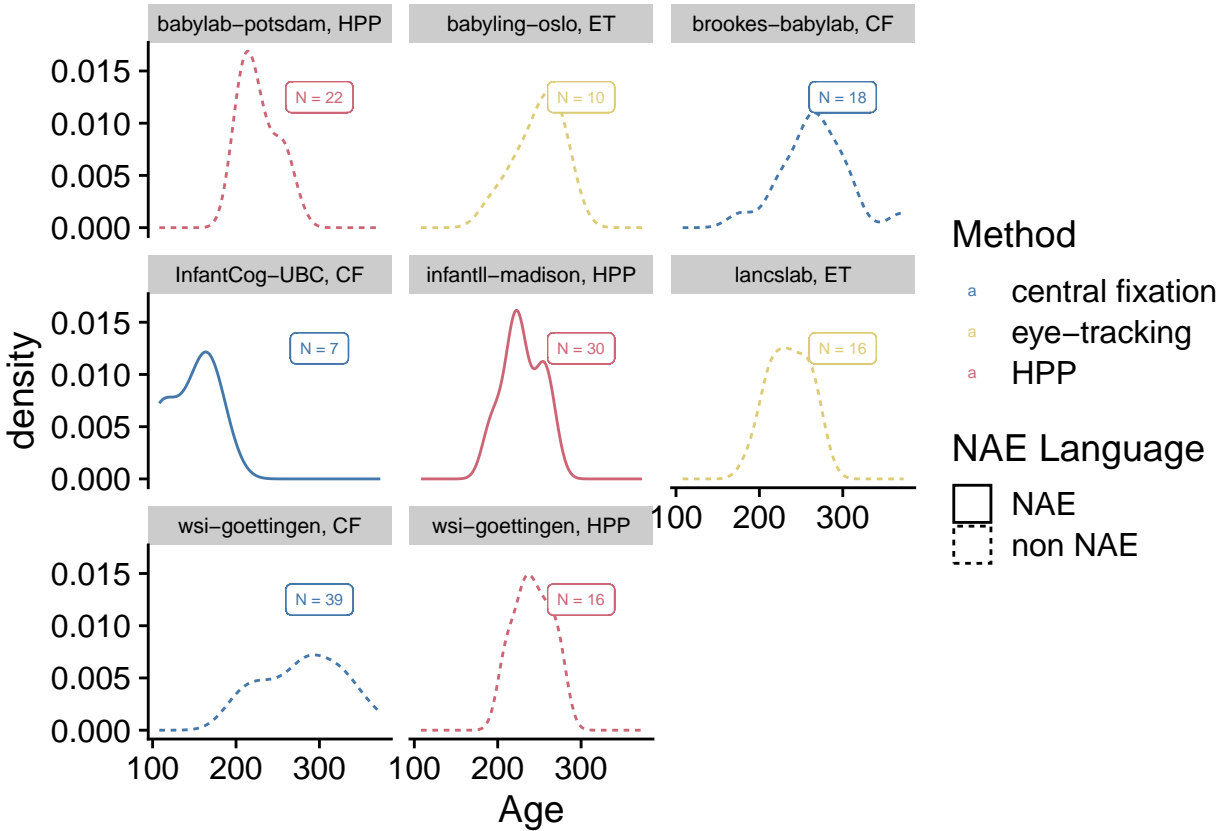 babylab−potsdam, HPP
babyling−oslo, ET
brookes−babylab, CF
0.015
0.010
0.005
0.000
N = 22
N = 10
N = 18
InfantCog−UBC, CF
infantll−madison, HPP
lancslab, ET
0.015
0.010
0.005
0.000
N = 7
N = 30
N = 16
100
200
300
wsi−goettingen, CF
wsi−goettingen, HPP
0.015
0.010
0.005
0.000
N = 39
N = 16
100
200
300
100
200
300
density
Age
Method
a central fixation
a eye−tracking
a HPP
NAE Language
NAE
non NAE